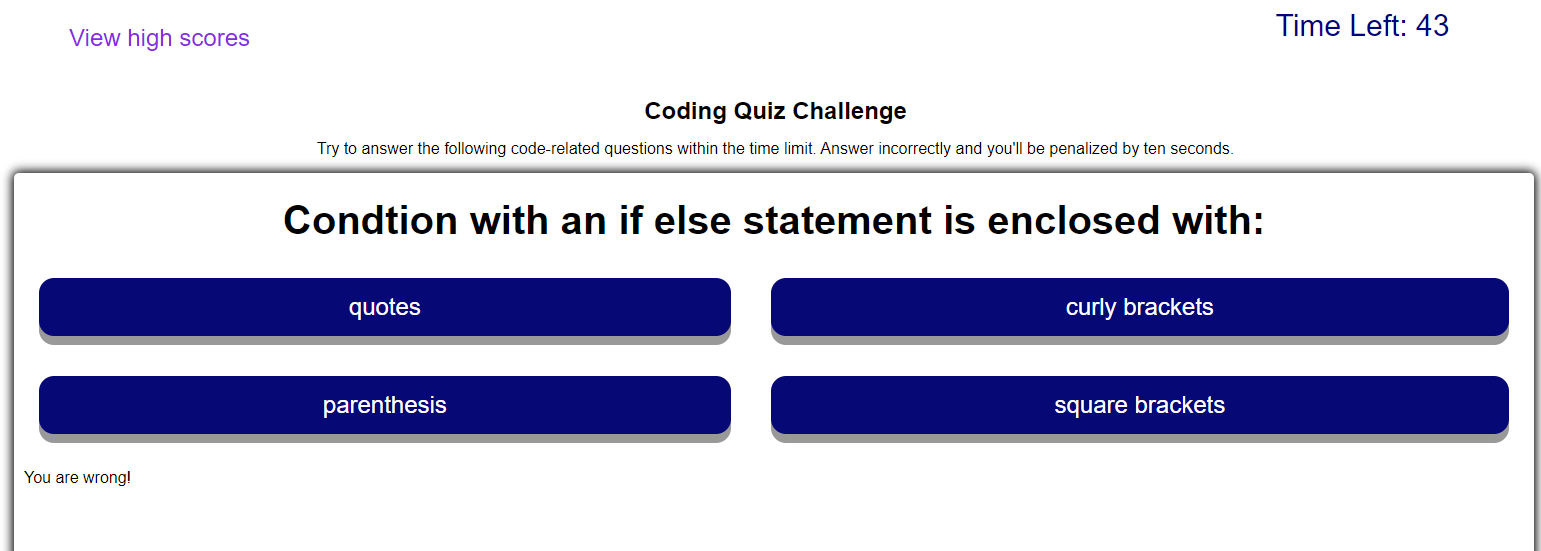 View high scores
Time Left: 43
Coding Quiz Challenge
Try to answer the following code-related questions within the time limit. Answer incorrectly and you'll be penalized by ten seconds.
Condtion with an if else statement is enclosed with:
quotes
curly brackets
parenthesis
square brackets
You are wrong!